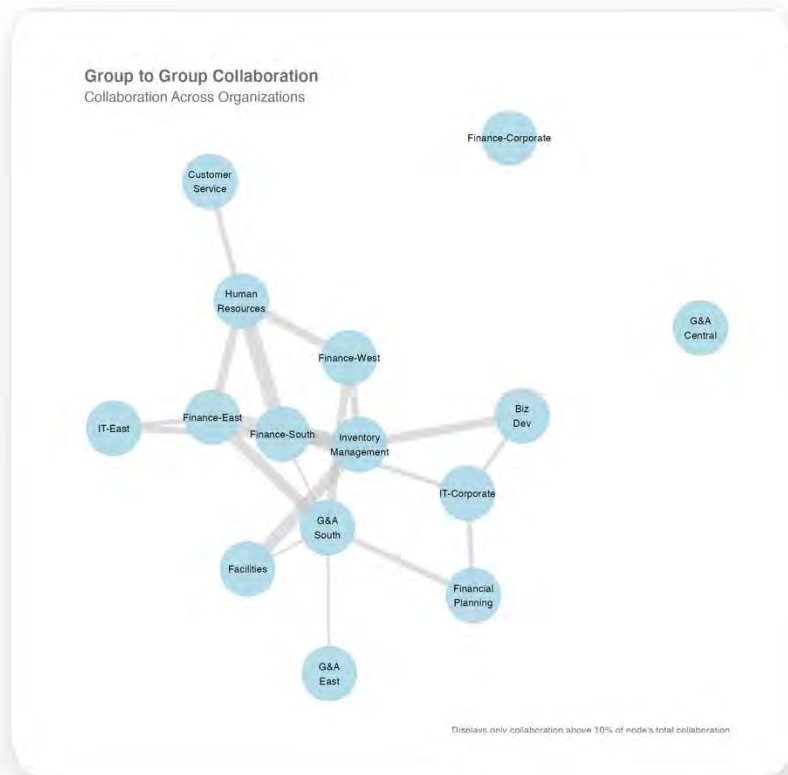 Group to Group Collaboration
Collaboration Across Organizations
Finance-Corporate
Customer
Service
Human
Resources
G&A
Central
Finance-West
Biz
Dev
Finance-East
IT-East
Finance-South
Inventory
Management
IT-Corporate
G&A
South
Facilities
Financial
Planning
G&A
East
Displays only collaboration above 10% of node's total collaboration